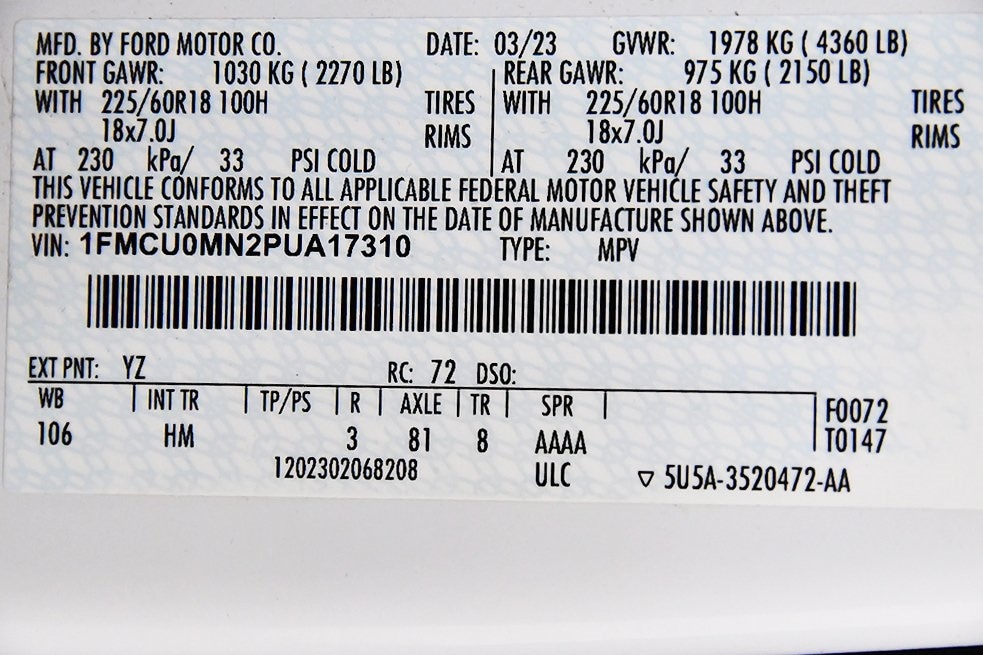 MFD. BY FORD MOTOR CO. DATE: 03/23 GVWR: 1978 KG ( 4360 LB)
FRONT GAWR: 1030 KG ( 2270 LB) REAR GAWR: 975 KG ( 2150 LB)
WITH 225/60R18 100H TIRES WITH 225/60R18 100H TIRES
18x7.0J RIMS 18x7.0J RIMS
AT 230 kPa/ 33 PSI COLD AT 230 kPa/ 33 PSI COLD
THIS VEHICLE CONFORMS TO ALL APPLICABLE FEDERAL MOTOR VEHICLE SAFETY AND THEFT
PREVENTION STANDARDS IN EFFECT ON THE DATE OF MANUFACTURE SHOWN ABOVE.
VIN: 1FMCU0MN2PUA17310 TYPE: MPV
EXT PNT: YZ RC: 72 DSO:
WB INT TR TP/PS R AXLE TR SPR F0072
106 HM 3 81 8 AAAA T0147
1202302068208 ULC ▽ 5U5A-3520472-AA